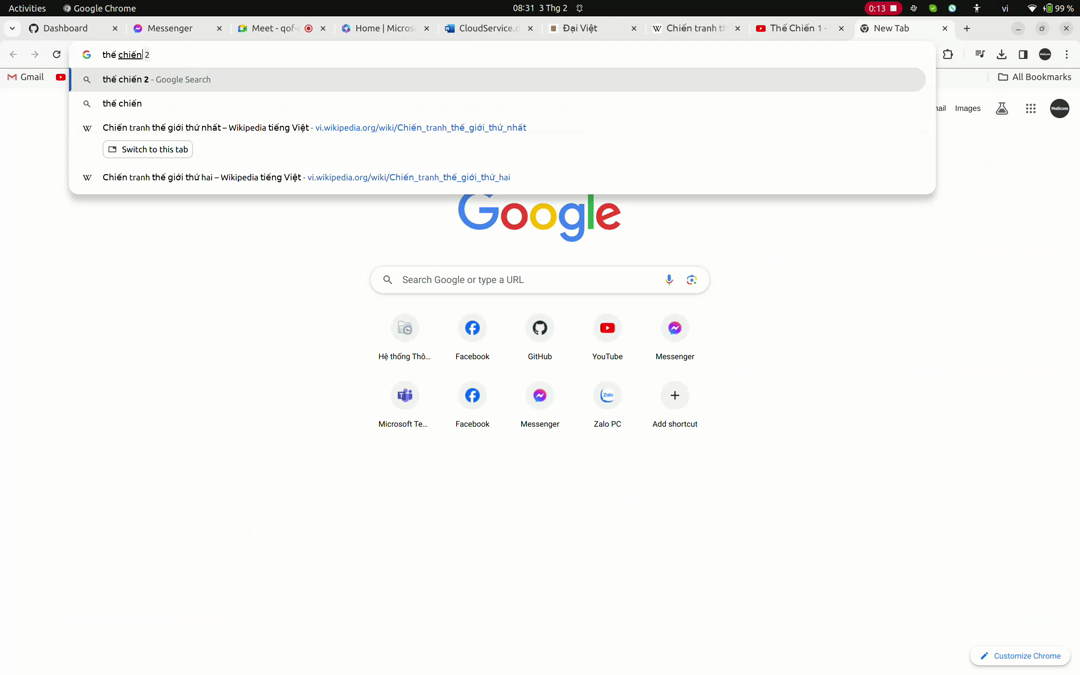 Activities Google Chrome 08:31 3 Thg 2 0:13 vi 99 %
Dashboard Messenger Meet - qof- Home | Micros CloudService.c Đại Việt Chiến tranh th Thế Chiến 1 - New Tab
thế chiến 2
Gmail All Bookmarks
thế chiến 2 - Google Search
thế chiến
Images
Chiến tranh thế giới thứ nhất – Wikipedia tiếng Việt - vi.wikipedia.org/wiki/Chiến_tranh_thế_giới_thứ_nhất
Switch to this tab
Chiến tranh thế giới thứ hai – Wikipedia tiếng Việt - vi.wikipedia.org/wiki/Chiến_tranh_thế_giới_thứ_hai
Google
Search Google or type a URL
Hệ thống Thô... Facebook GitHub YouTube Messenger
Microsoft Te... Facebook Messenger Zalo PC Add shortcut
Customize Chrome